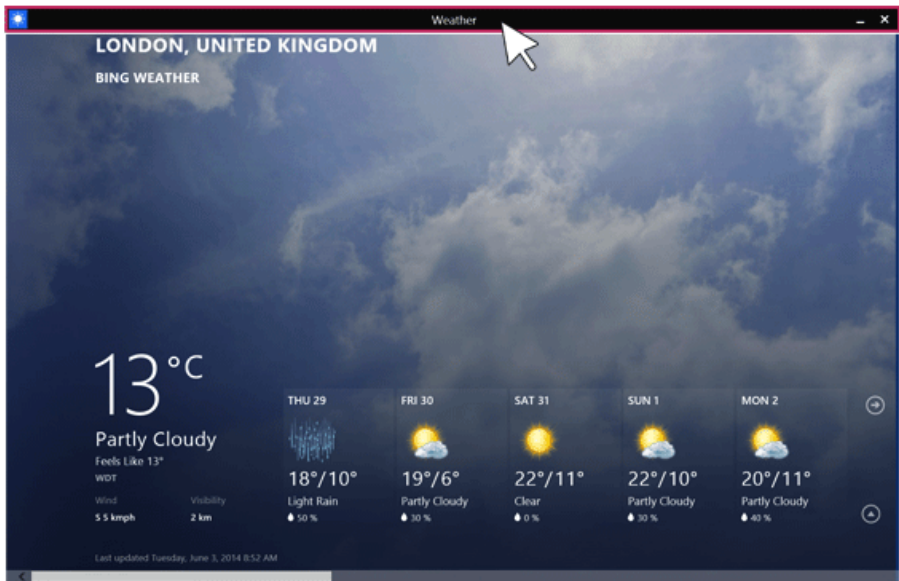 Weather
LONDON, UNITED KINGDOM
BING WEATHER
13°C
Partly Cloudy
Feels Like 13°
WDT
Wind Visibility
S 5 kmph 2 km
THU 29
18°/10°
Light Rain
50 %
FRI 30
19°/6°
Partly Cloudy
30 %
SAT 31
22°/11°
Clear
0 %
SUN 1
22°/10°
Partly Cloudy
30 %
MON 2
20°/11°
Partly Cloudy
40 %
Last updated Tuesday, June 3, 2014 8:52 AM